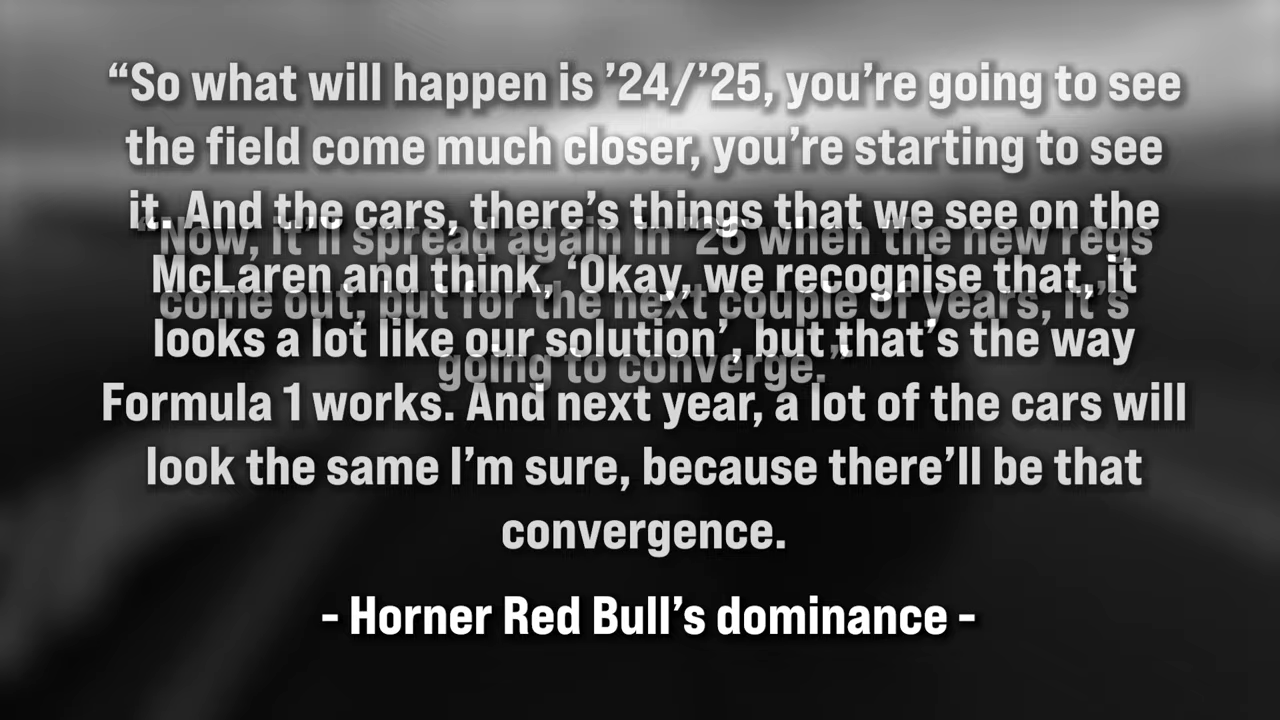 “So what will happen is ’24/’25, you’re going to see
the field come much closer, you’re starting to see
it. And the cars, there’s things that we see on the
McLaren and think, ‘Okay, we recognise that, it
looks a lot like our solution’, but that’s the way
Formula 1 works. And next year, a lot of the cars will
look the same I’m sure, because there’ll be that
convergence.
“Now, it’ll spread again in ’26 when the new regs
come out, but for the next couple of years, it’s
going to converge.”
- Horner Red Bull’s dominance -